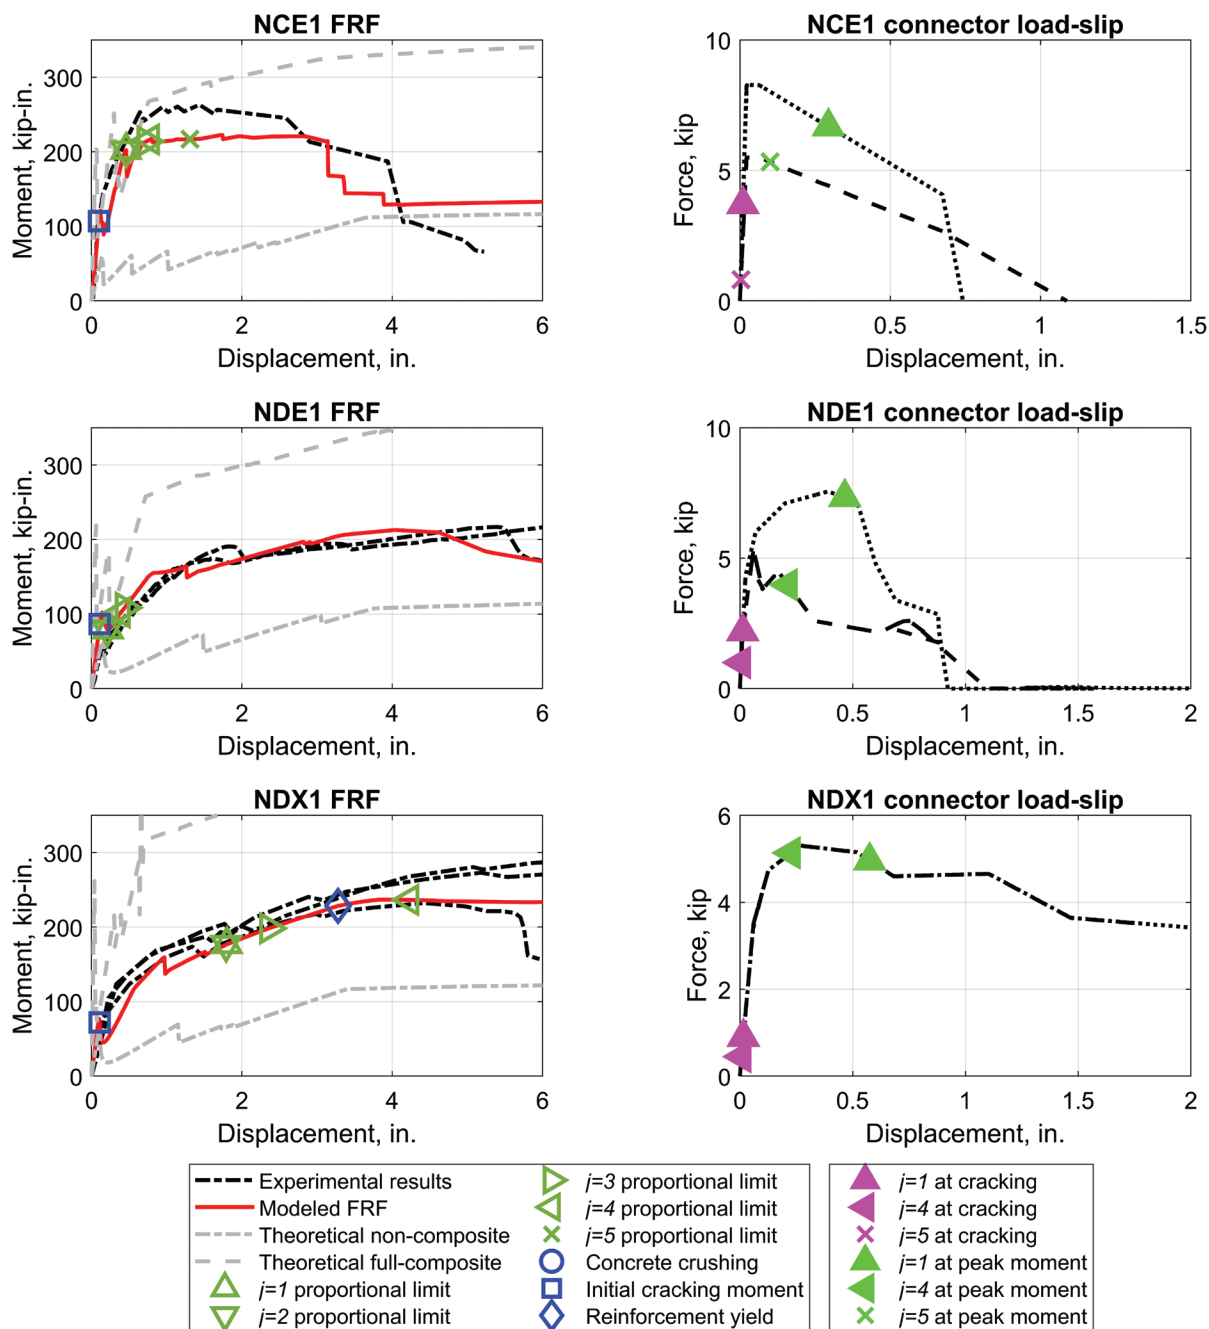 NCE1 FRF
300
200
100
0
Moment, kip-in.
0 2 4 6
Displacement, in.
NCE1 connector load-slip
10
5
0
Force, kip
0 0.5 1 1.5
Displacement, in.
NDE1 FRF
300
200
100
0
Moment, kip-in.
0 2 4 6
Displacement, in.
NDE1 connector load-slip
10
5
0
Force, kip
0 0.5 1 1.5 2
Displacement, in.
NDX1 FRF
300
200
100
0
Moment, kip-in.
0 2 4 6
Displacement, in.
NDX1 connector load-slip
6
4
2
0
Force, kip
0 0.5 1 1.5 2
Displacement, in.
Experimental results
Modeled FRF
Theoretical non-composite
Theoretical full-composite
j=1 proportional limit
j=2 proportional limit
j=3 proportional limit
j=4 proportional limit
j=5 proportional limit
Concrete crushing
Initial cracking moment
Reinforcement yield
j=1 at cracking
j=4 at cracking
j=5 at cracking
j=1 at peak moment
j=4 at peak moment
j=5 at peak moment